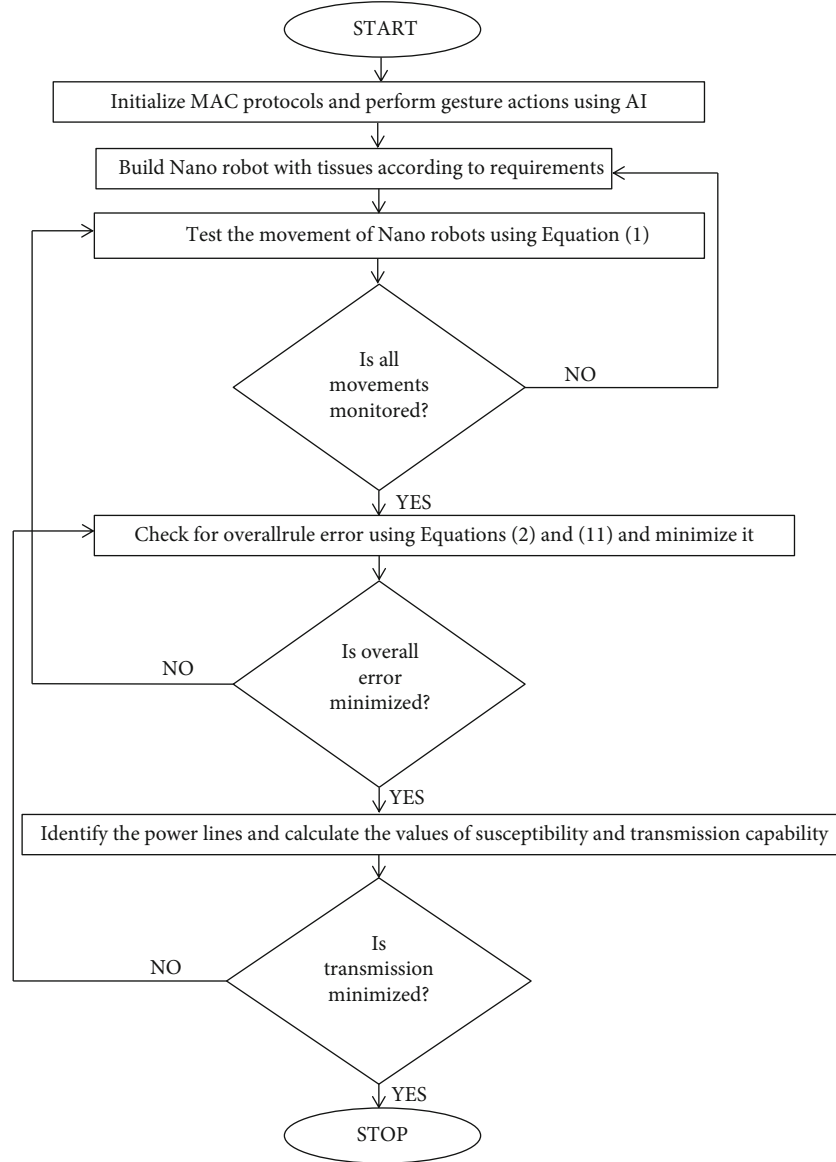 START
Initialize MAC protocols and perform gesture actions using AI
Build Nano robot with tissues according to requirements
Test the movement of Nano robots using Equation (1)
Is all
movements
monitored?
NO
YES
Check for overallrule error using Equations (2) and (11) and minimize it
NO
Is overall
error
minimized?
YES
Identify the power lines and calculate the values of susceptibility and transmission capability
NO
Is
transmission
minimized?
YES
STOP